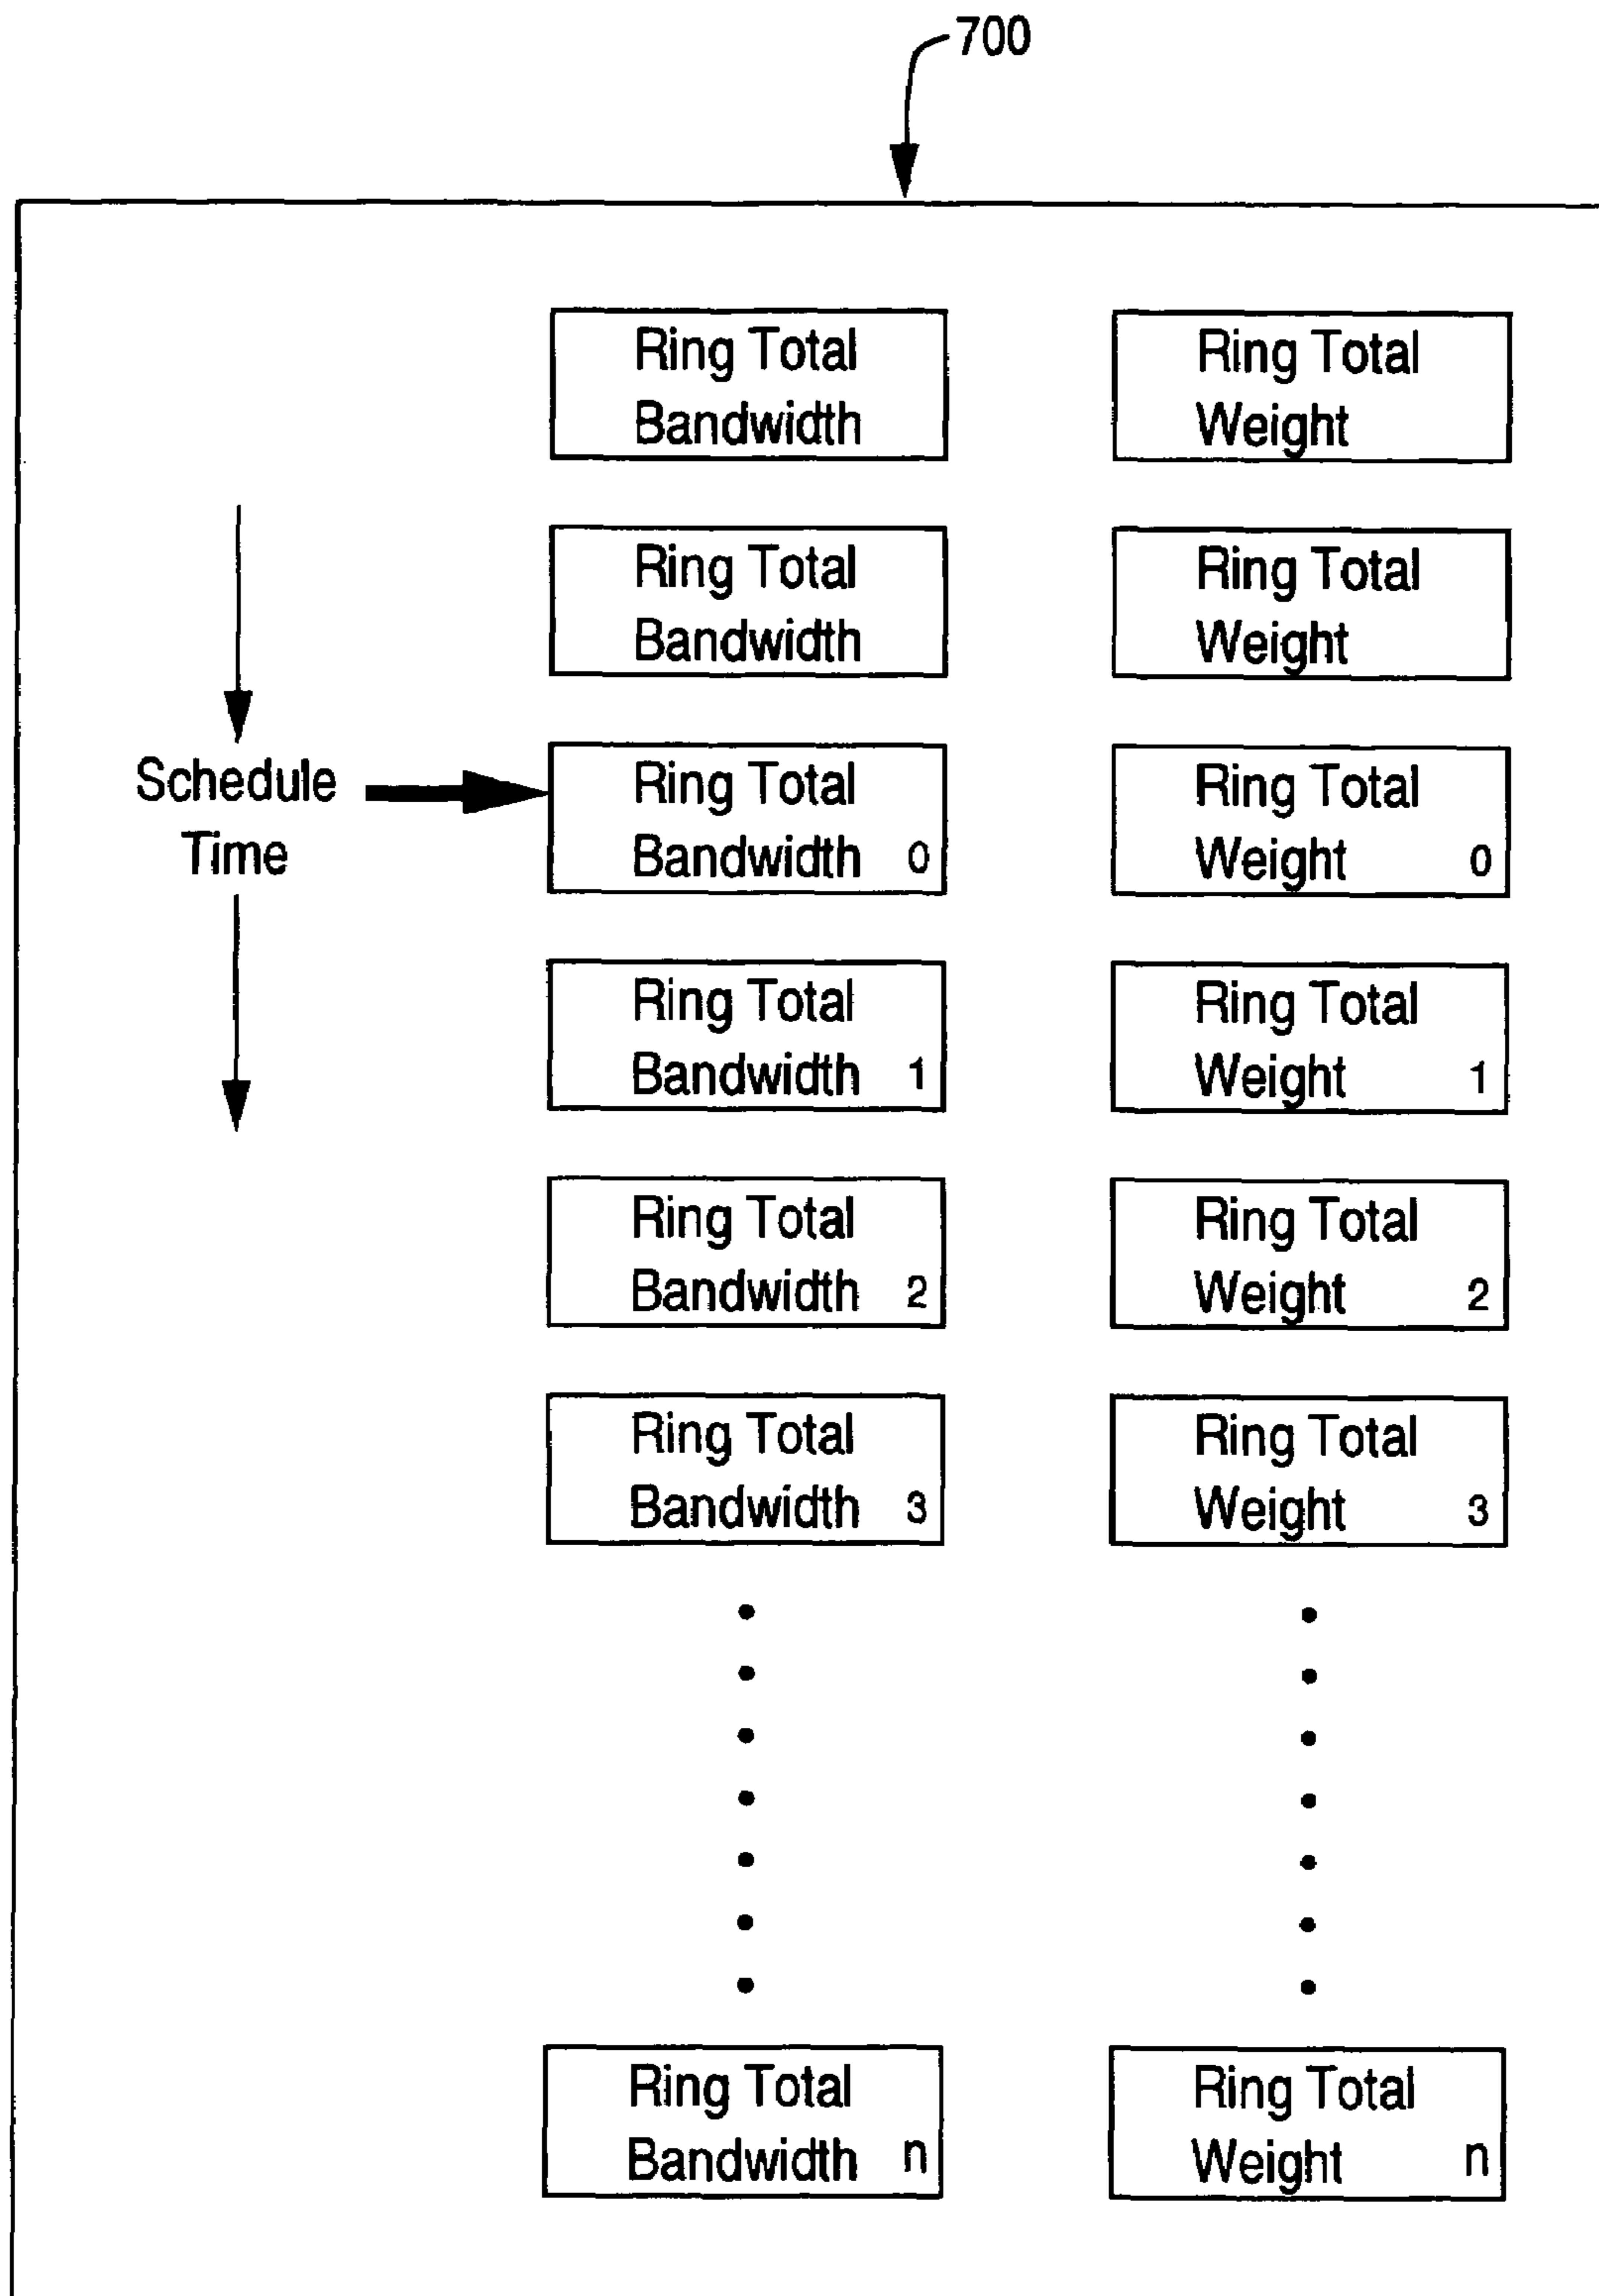 700
Ring Total
Bandwidth
Ring Total
Weight
Ring Total
Bandwidth
Ring Total
Weight
Schedule
Time
Ring Total
Bandwidth 0
Ring Total
Weight 0
Ring Total
Bandwidth 1
Ring Total
Weight 1
Ring Total
Bandwidth 2
Ring Total
Weight 2
Ring Total
Bandwidth 3
Ring Total
Weight 3
Ring Total
Bandwidth n
Ring Total
Weight n